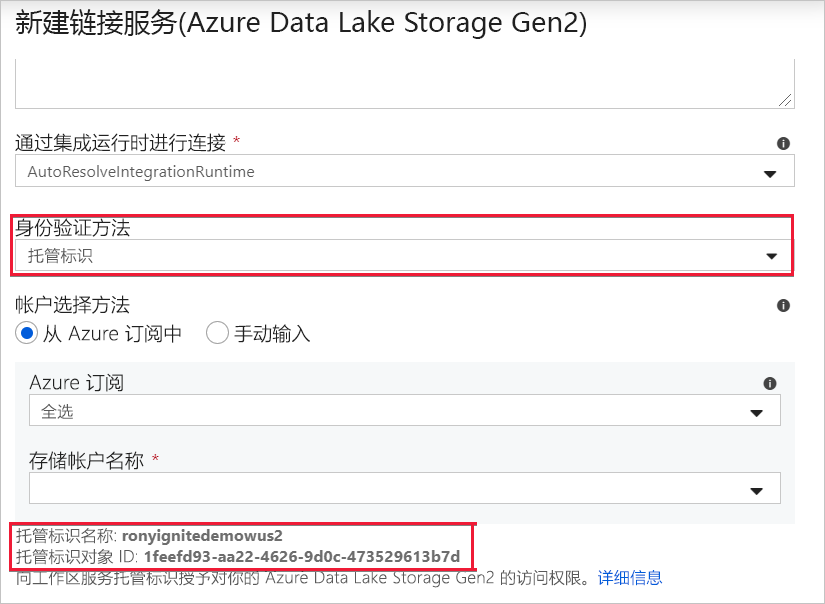 新建链接服务(Azure Data Lake Storage Gen2)
通过集成运行时进行连接 *
AutoResolveIntegrationRuntime
身份验证方法
托管标识
帐户选择方法
从 Azure 订阅中 手动输入
Azure 订阅
全选
存储帐户名称 *
托管标识名称: ronyignitedemowus2
托管标识对象 ID: 1feefd93-aa22-4626-9d0c-473529613b7d
向工作区服务托管标识授予对你的 Azure Data Lake Storage Gen2 的访问权限。详细信息